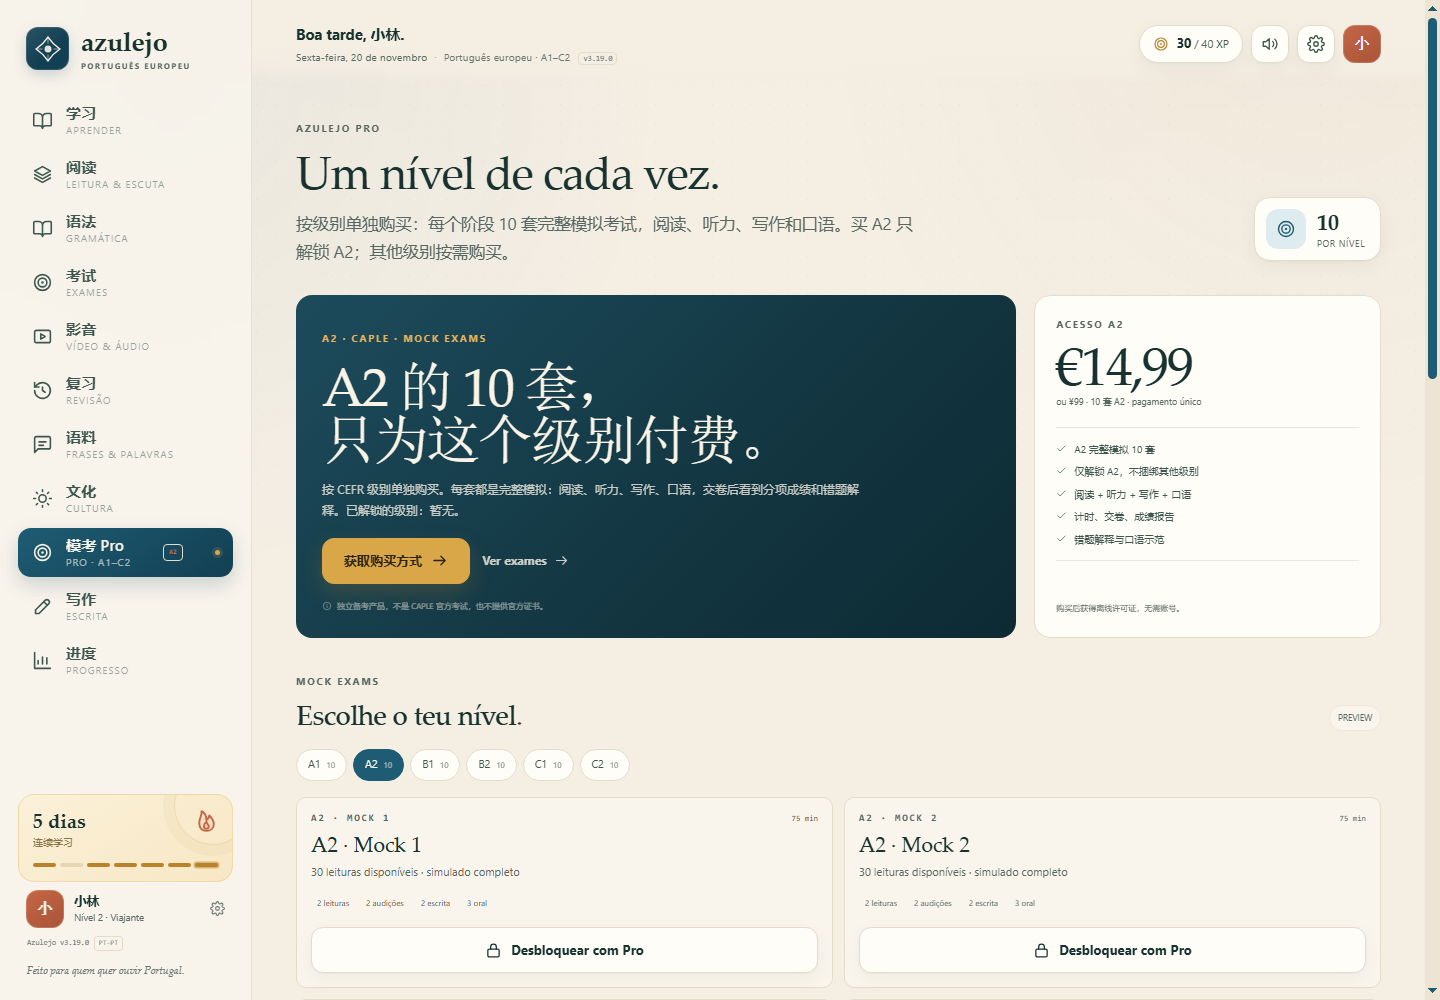 azulejo
PORTUGUÊS EUROPEU
学习
APRENDER
阅读
LEITURA & ESCUTA
语法
GRAMÁTICA
考试
EXAMES
影音
VÍDEO & ÁUDIO
复习
REVISÃO
语料
FRASES & PALAVRAS
文化
CULTURA
模考 Pro
PRO · A1–C2
A2
写作
ESCRITA
进度
PROGRESSO
5 dias
连续学习
小
小林
Nível 2 · Viajante
Azulejo v3.19.0 PT-PT
Feito para quem quer ouvir Portugal.
Boa tarde, 小林.
Sexta-feira, 20 de novembro · Português europeu · A1–C2 v3.19.0
30 / 40 XP
小
AZULEJO PRO
Um nível de cada vez.
按级别单独购买：每个阶段 10 套完整模拟考试，阅读、听力、写作和口语。买 A2 只
解锁 A2；其他级别按需购买。
10
POR NÍVEL
A2 · CAPLE · MOCK EXAMS
A2 的 10 套，
只为这个级别付费。
按 CEFR 级别单独购买。每套都是完整模拟：阅读、听力、写作、口语，交卷后看到分项成绩和错题解
释。已解锁的级别：暂无。
获取购买方式 →
Ver exames →
独立备考产品，不是 CAPLE 官方考试，也不提供官方证书。
ACESSO A2
€14,99
ou ¥99 · 10 套 A2 · pagamento único
A2 完整模拟 10 套
仅解锁 A2，不捆绑其他级别
阅读 + 听力 + 写作 + 口语
计时、交卷、成绩报告
错题解释与口语示范
购买后获得离线许可证，无需账号。
MOCK EXAMS
Escolhe o teu nível.
PREVIEW
A1 10
A2 10
B1 10
B2 10
C1 10
C2 10
A2 · MOCK 1
75 min
A2 · Mock 1
30 leituras disponíveis · simulado completo
2 leituras 2 audições 2 escrita 3 oral
Desbloquear com Pro
A2 · MOCK 2
75 min
A2 · Mock 2
30 leituras disponíveis · simulado completo
2 leituras 2 audições 2 escrita 3 oral
Desbloquear com Pro